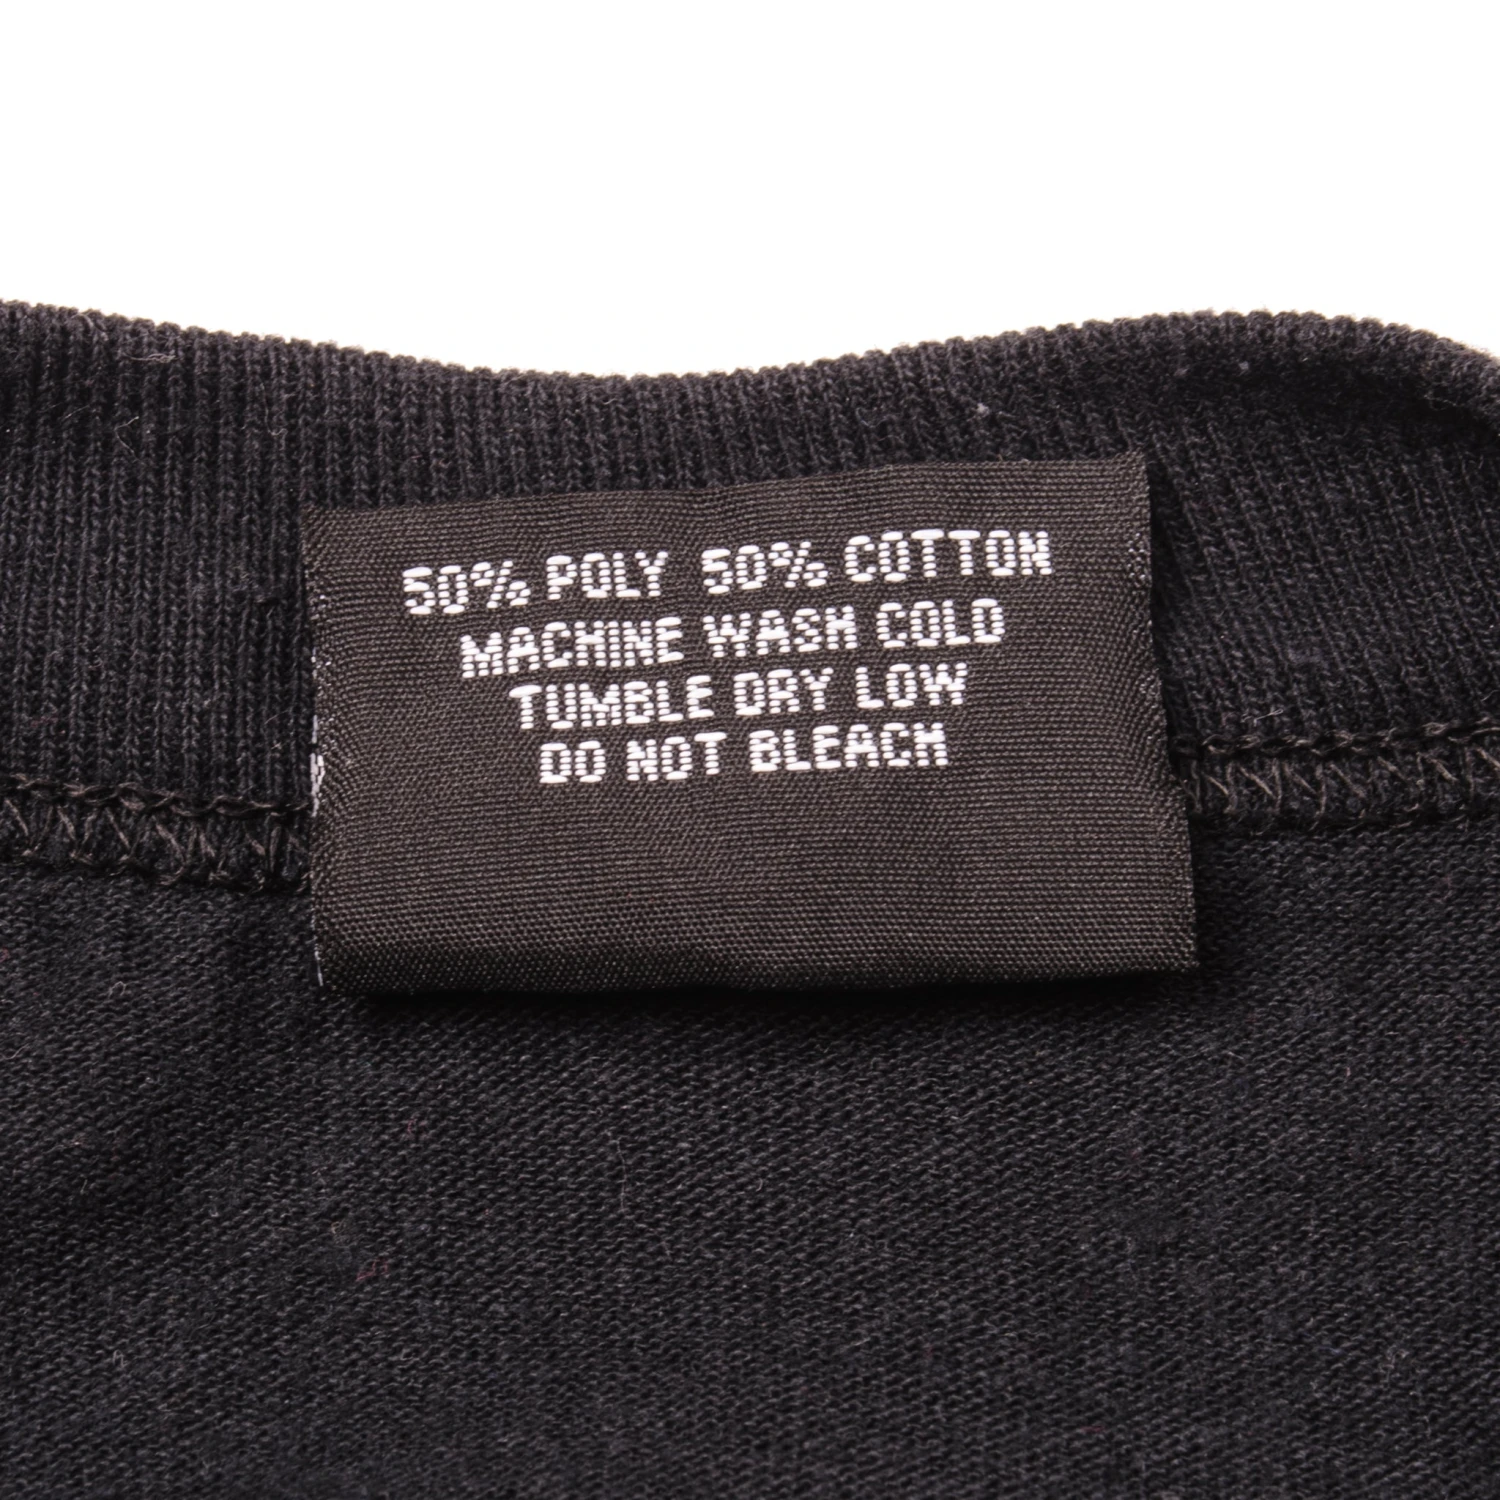 50% POLY 50% COTTON
MACHINE WASH COLD
TUMBLE DRY LOW
DO NOT BLEACH